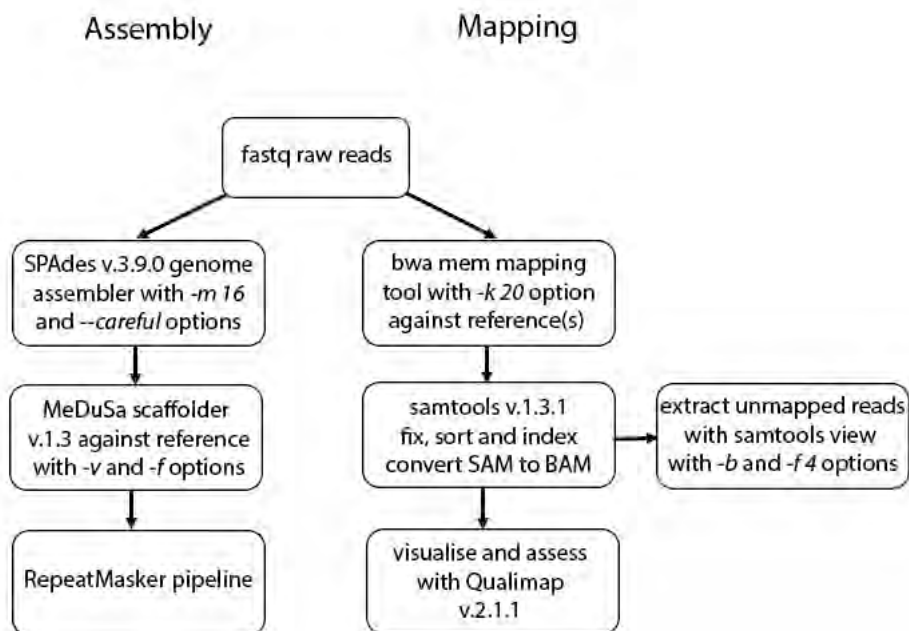 Assembly
Mapping
fastq raw reads
SPAdes v.3.9.0 genome
assembler with -m 16
and --careful options
bwa mem mapping
tool with -k 20 option
against reference(s)
MeDuSa scaffolder
v.1.3 against reference
with -v and -f options
samtools v.1.3.1
fix, sort and index
convert SAM to BAM
extract unmapped reads
with samtools view
with -b and -f 4 options
RepeatMasker pipeline
visualise and assess
with Qualimap
v.2.1.1